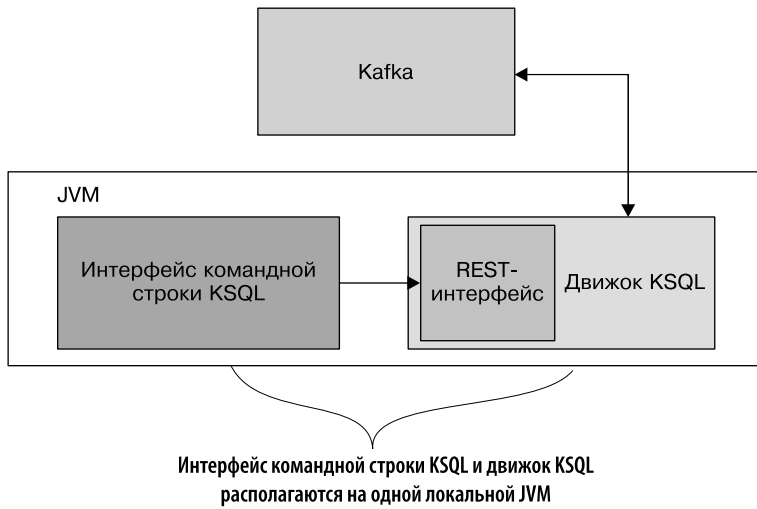 Kafka
JVM
Интерфейс командной
строки KSQL
REST-
интерфейс
Движок KSQL
Интерфейс командной строки KSQL и движок KSQL
располагаются на одной локальной JVM